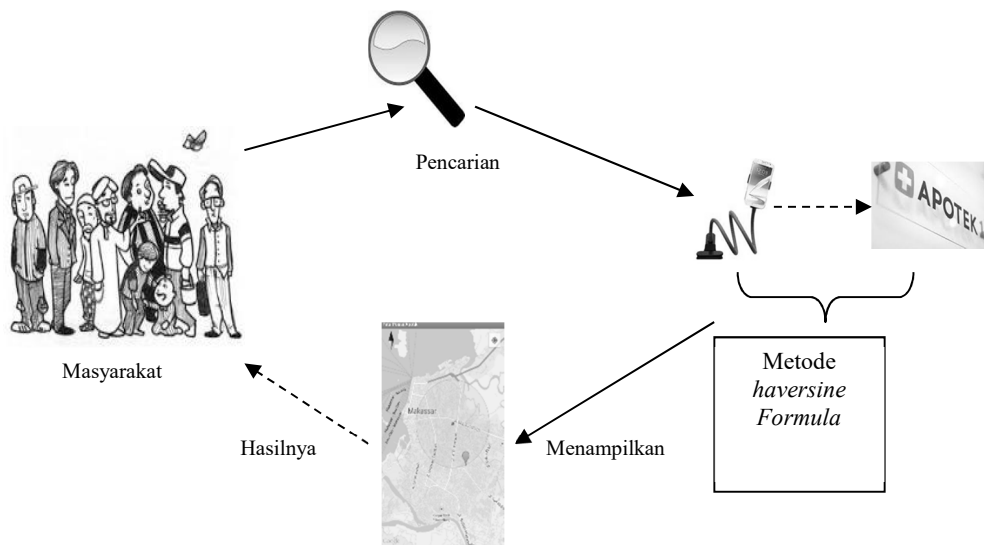 Pencarian
APOTEK
Masyarakat
Metode
haversine
Formula
Makassar
Hasilnya
Menampilkan